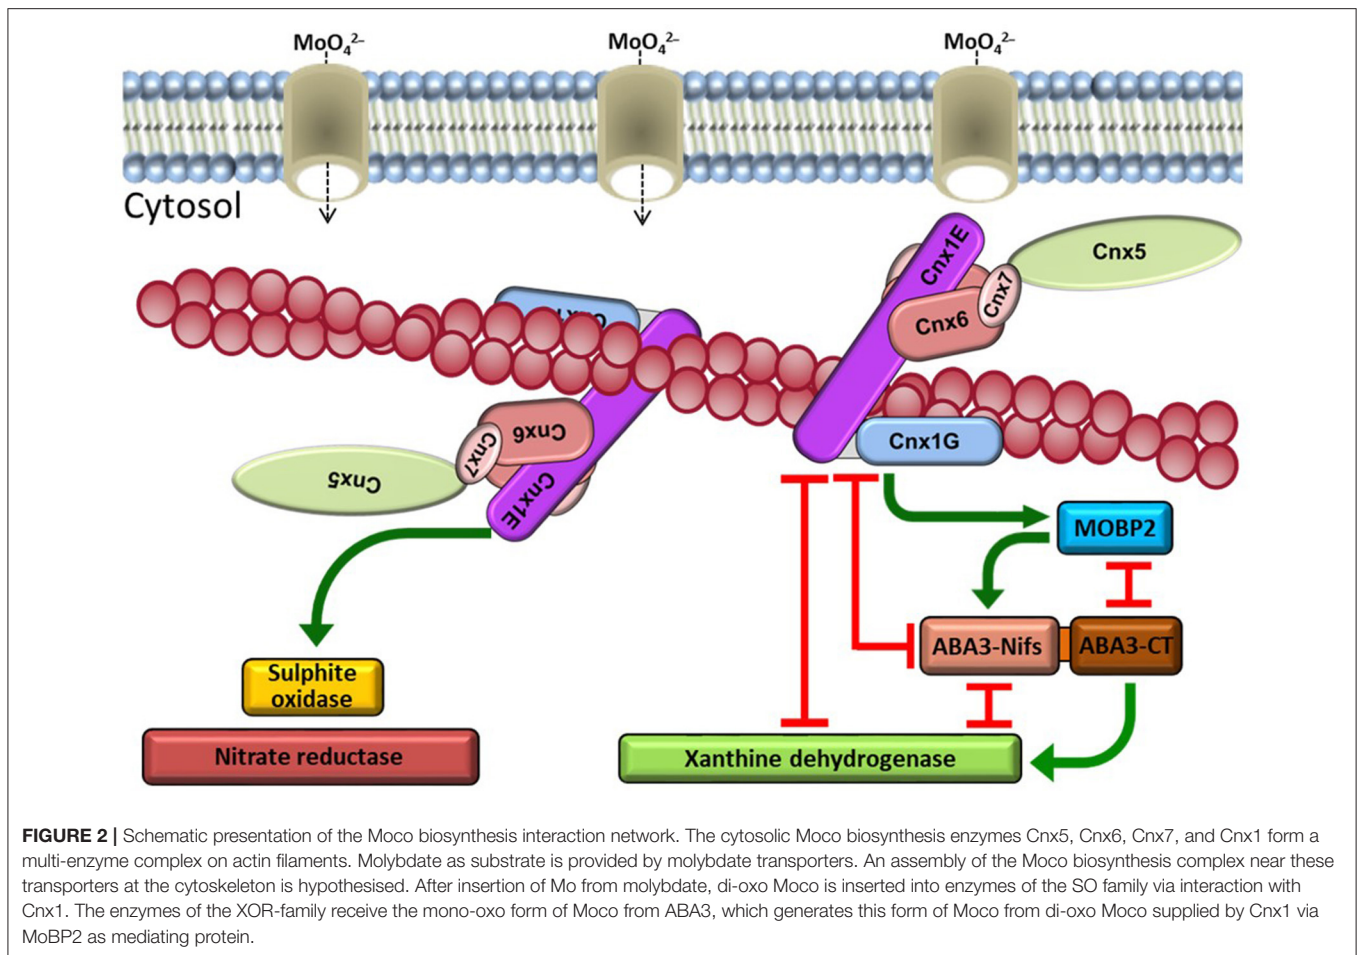 MoO₄²⁻ MoO₄²⁻ MoO₄²⁻
Cytosol
Cnx1E
Cnx5
Cnx7
Cnx6
Cnx1G
Cnx6
Cnx7
Cnx5
Cnx1E
MOBP2
ABA3-Nifs ABA3-CT
Sulphite
oxidase
Nitrate reductase
Xanthine dehydrogenase
FIGURE 2 | Schematic presentation of the Moco biosynthesis interaction network. The cytosolic Moco biosynthesis enzymes Cnx5, Cnx6, Cnx7, and Cnx1 form a
multi-enzyme complex on actin filaments. Molybdate as substrate is provided by molybdate transporters. An assembly of the Moco biosynthesis complex near these
transporters at the cytoskeleton is hypothesised. After insertion of Mo from molybdate, di-oxo Moco is inserted into enzymes of the SO family via interaction with
Cnx1. The enzymes of the XOR-family receive the mono-oxo form of Moco from ABA3, which generates this form of Moco from di-oxo Moco supplied by Cnx1 via
MoBP2 as mediating protein.